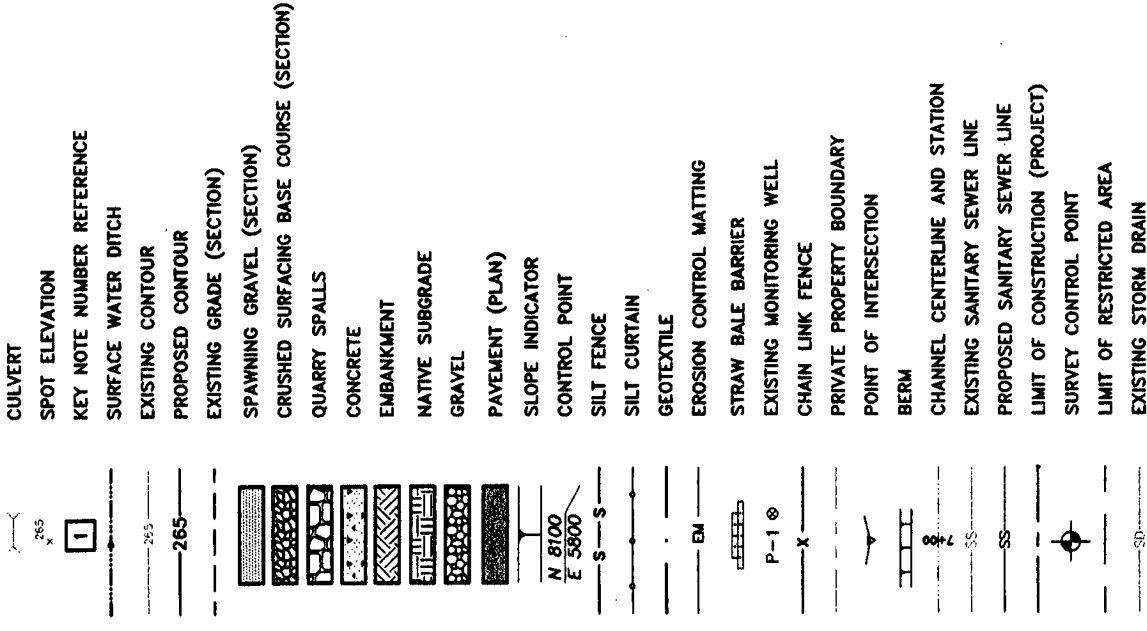 CULVERT
265
x
SPOT ELEVATION
1
KEY NOTE NUMBER REFERENCE
SURFACE WATER DITCH
265
EXISTING CONTOUR
265
PROPOSED CONTOUR
EXISTING GRADE (SECTION)
SPAWNING GRAVEL (SECTION)
CRUSHED SURFACING BASE COURSE (SECTION)
QUARRY SPALLS
CONCRETE
EMBANKMENT
NATIVE SUBGRADE
GRAVEL
PAVEMENT (PLAN)
SLOPE INDICATOR
N 8100
E 5800
CONTROL POINT
S S
SILT FENCE
SILT CURTAIN
GEOTEXTILE
EM
EROSION CONTROL MATTING
STRAW BALE BARRIER
P-1
EXISTING MONITORING WELL
X
CHAIN LINK FENCE
PRIVATE PROPERTY BOUNDARY
POINT OF INTERSECTION
BERM
7+00
CHANNEL CENTERLINE AND STATION
SS
EXISTING SANITARY SEWER LINE
SS
PROPOSED SANITARY SEWER LINE
LIMIT OF CONSTRUCTION (PROJECT)
SURVEY CONTROL POINT
LIMIT OF RESTRICTED AREA
SD
EXISTING STORM DRAIN